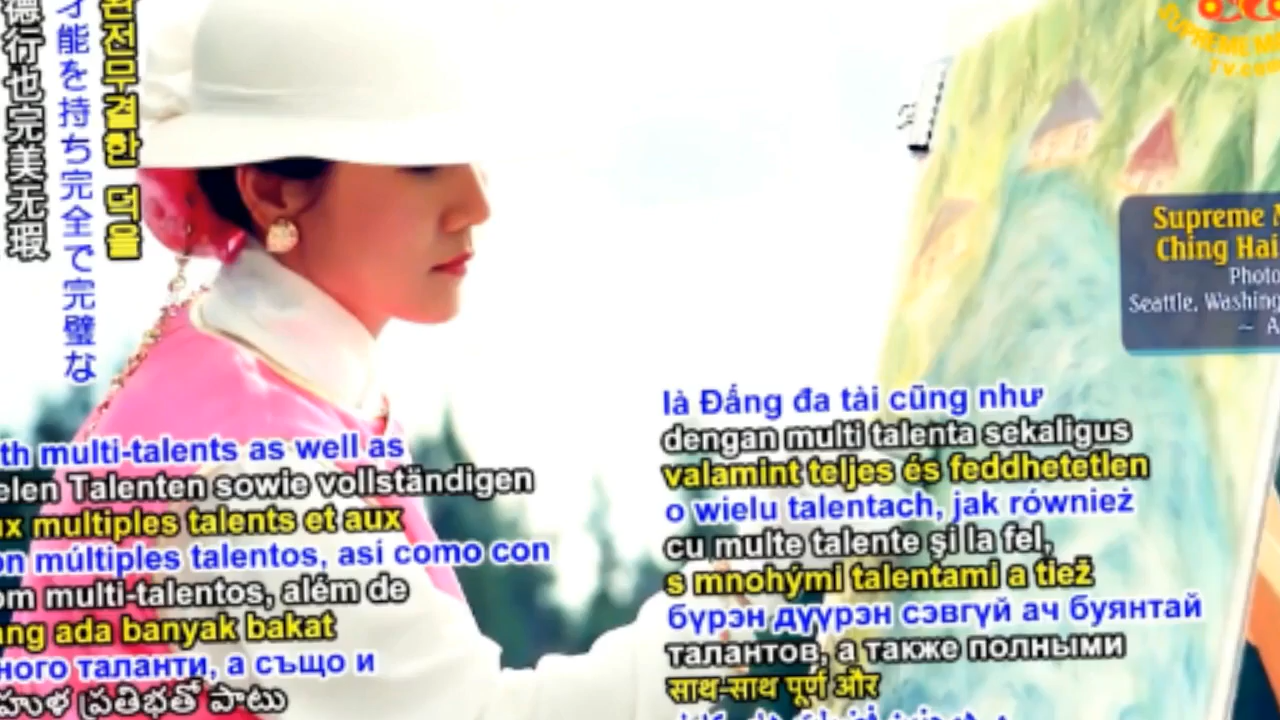 德行也完美无瑕
才能を持ち完全で完璧な
완전무결한 덕을
SUPREME M
TV.com
Supreme
Ching Hai
Photo
Seattle, Washing
~ A
th multi-talents as well as
elen Talenten sowie vollständigen
ux multiples talents et aux
on múltiples talentos, así como con
om multi-talentos, além de
ang ada banyak bakat
ного таланти, а също и
ప్రతిభతో పాటు
là Đấng đa tài cũng như
dengan multi talenta sekaligus
valamint teljes és feddhetetlen
o wielu talentach, jak również
cu multe talente şi la fel,
s mnohými talentami a tiež
бүрэн дүүрэн сэвгүй ач буянтай
талантов, а также полными
साथ-साथ पूर्ण और